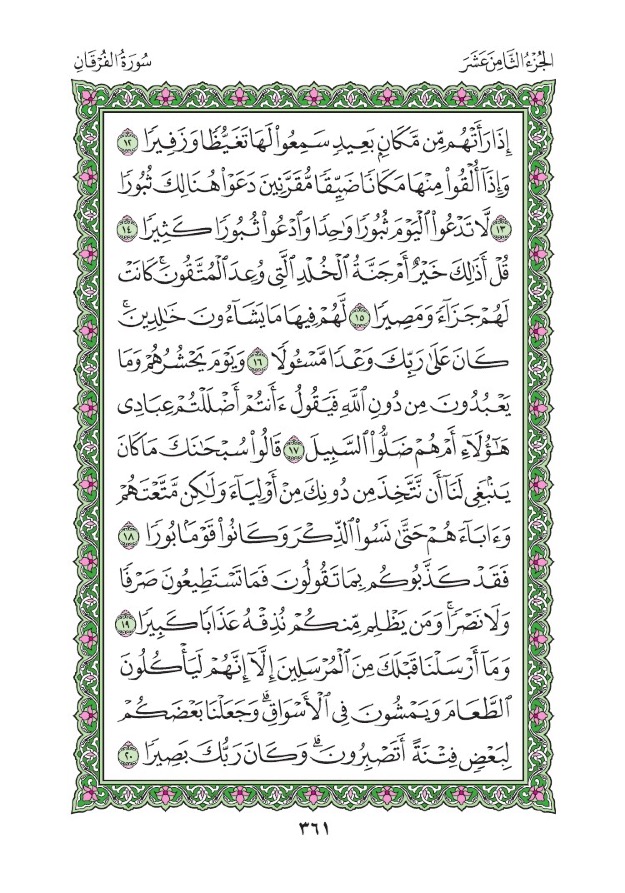 الجُزْءُ الثَّامِنَ عَشَرَ
سُورَةُ الفُرْقَانِ
إِذَا رَأَتْهُم مِّن مَّكَانٍۭ بَعِيدٍ سَمِعُوا۟ لَهَا تَغَيُّظًا وَزَفِيرًا ١٢
وَإِذَآ أُلْقُوا۟ مِنْهَا مَكَانًا ضَيِّقًا مُّقَرَّنِينَ دَعَوْا۟ هُنَالِكَ ثُبُورًا
١٣ لَّا تَدْعُوا۟ ٱلْيَوْمَ ثُبُورًا وَٰحِدًا وَٱدْعُوا۟ ثُبُورًا كَثِيرًا ١٤
قُلْ أَذَٰلِكَ خَيْرٌ أَمْ جَنَّةُ ٱلْخُلْدِ ٱلَّتِى وُعِدَ ٱلْمُتَّقُونَ ۚ كَانَتْ
لَهُمْ جَزَآءً وَمَصِيرًا ١٥ لَّهُمْ فِيهَا مَا يَشَآءُونَ خَٰلِدِينَ ۚ
كَانَ عَلَىٰ رَبِّكَ وَعْدًا مَّسْـُٔولًا ١٦ وَيَوْمَ يَحْشُرُهُمْ وَمَا
يَعْبُدُونَ مِن دُونِ ٱللَّهِ فَيَقُولُ ءَأَنتُمْ أَضْلَلْتُمْ عِبَادِى
هَٰٓؤُلَآءِ أَمْ هُمْ ضَلُّوا۟ ٱلسَّبِيلَ ١٧ قَالُوا۟ سُبْحَٰنَكَ مَا كَانَ
يَنۢبَغِى لَنَآ أَن نَّتَّخِذَ مِن دُونِكَ مِنْ أَوْلِيَآءَ وَلَٰكِن مَّتَّعْتَهُمْ
وَءَابَآءَهُمْ حَتَّىٰ نَسُوا۟ ٱلذِّكْرَ وَكَانُوا۟ قَوْمًۢا بُورًا ١٨
فَقَدْ كَذَّبُوكُم بِمَا تَقُولُونَ فَمَا تَسْتَطِيعُونَ صَرْفًا
وَلَا نَصْرًا ۚ وَمَن يَظْلِم مِّنكُمْ نُذِقْهُ عَذَابًا كَبِيرًا ١٩
وَمَآ أَرْسَلْنَا قَبْلَكَ مِنَ ٱلْمُرْسَلِينَ إِلَّآ إِنَّهُمْ لَيَأْكُلُونَ
ٱلطَّعَامَ وَيَمْشُونَ فِى ٱلْأَسْوَاقِ ۗ وَجَعَلْنَا بَعْضَكُمْ
لِبَعْضٍ فِتْنَةً أَتَصْبِرُونَ ۗ وَكَانَ رَبُّكَ بَصِيرًا ٢٠
٣٦١